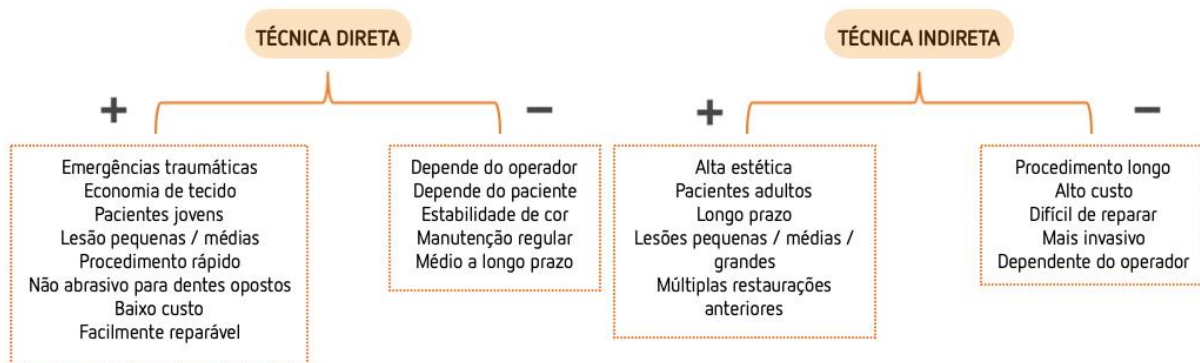 TÉCNICA DIRETA
+
−
Emergências traumáticas
Economia de tecido
Pacientes jovens
Lesão pequenas / médias
Procedimento rápido
Não abrasivo para dentes opostos
Baixo custo
Facilmente reparável
Depende do operador
Depende do paciente
Estabilidade de cor
Manutenção regular
Médio a longo prazo
TÉCNICA INDIRETA
+
−
Alta estética
Pacientes adultos
Longo prazo
Lesões pequenas / médias /
grandes
Múltiplas restaurações
anteriores
Procedimento longo
Alto custo
Difícil de reparar
Mais invasivo
Dependente do operador